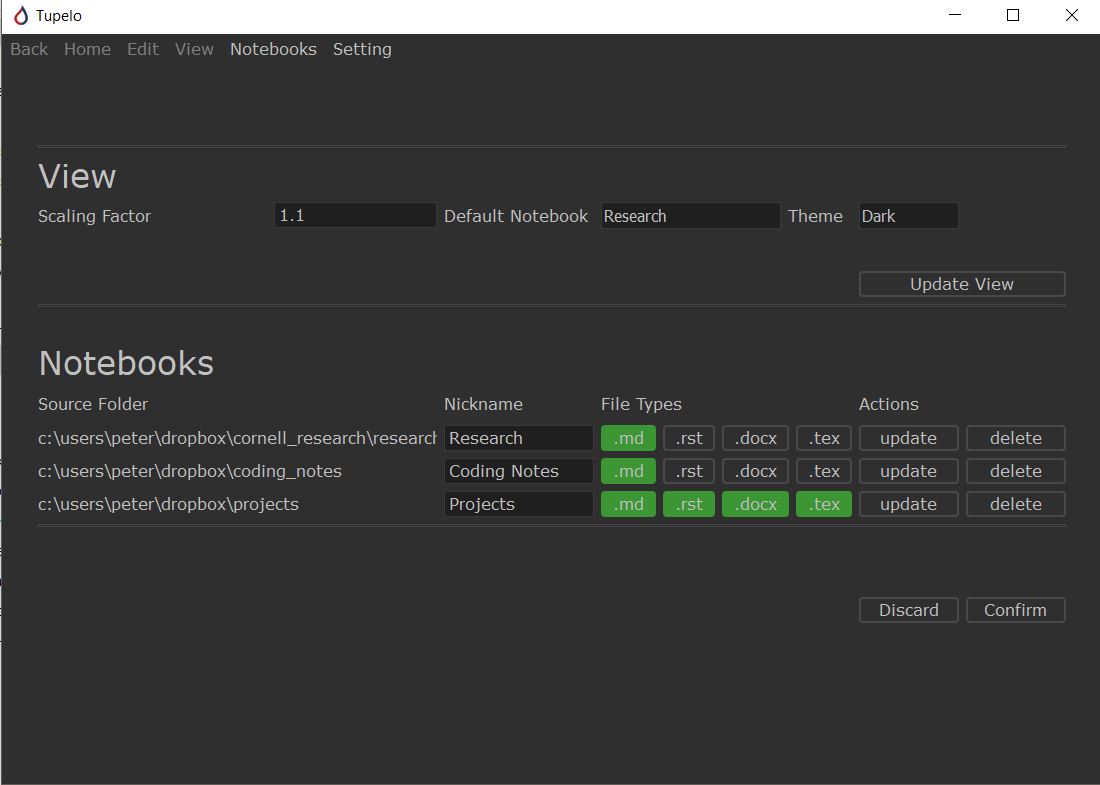 Tupelo
Back Home Edit View Notebooks Setting
View
Scaling Factor 1.1 Default Notebook Research Theme Dark
Update View
Notebooks
Source Folder Nickname File Types Actions
c:\users\peter\dropbox\cornell_research\research Research .md .rst .docx .tex update delete
c:\users\peter\dropbox\coding_notes Coding Notes .md .rst .docx .tex update delete
c:\users\peter\dropbox\projects Projects .md .rst .docx .tex update delete
Discard Confirm